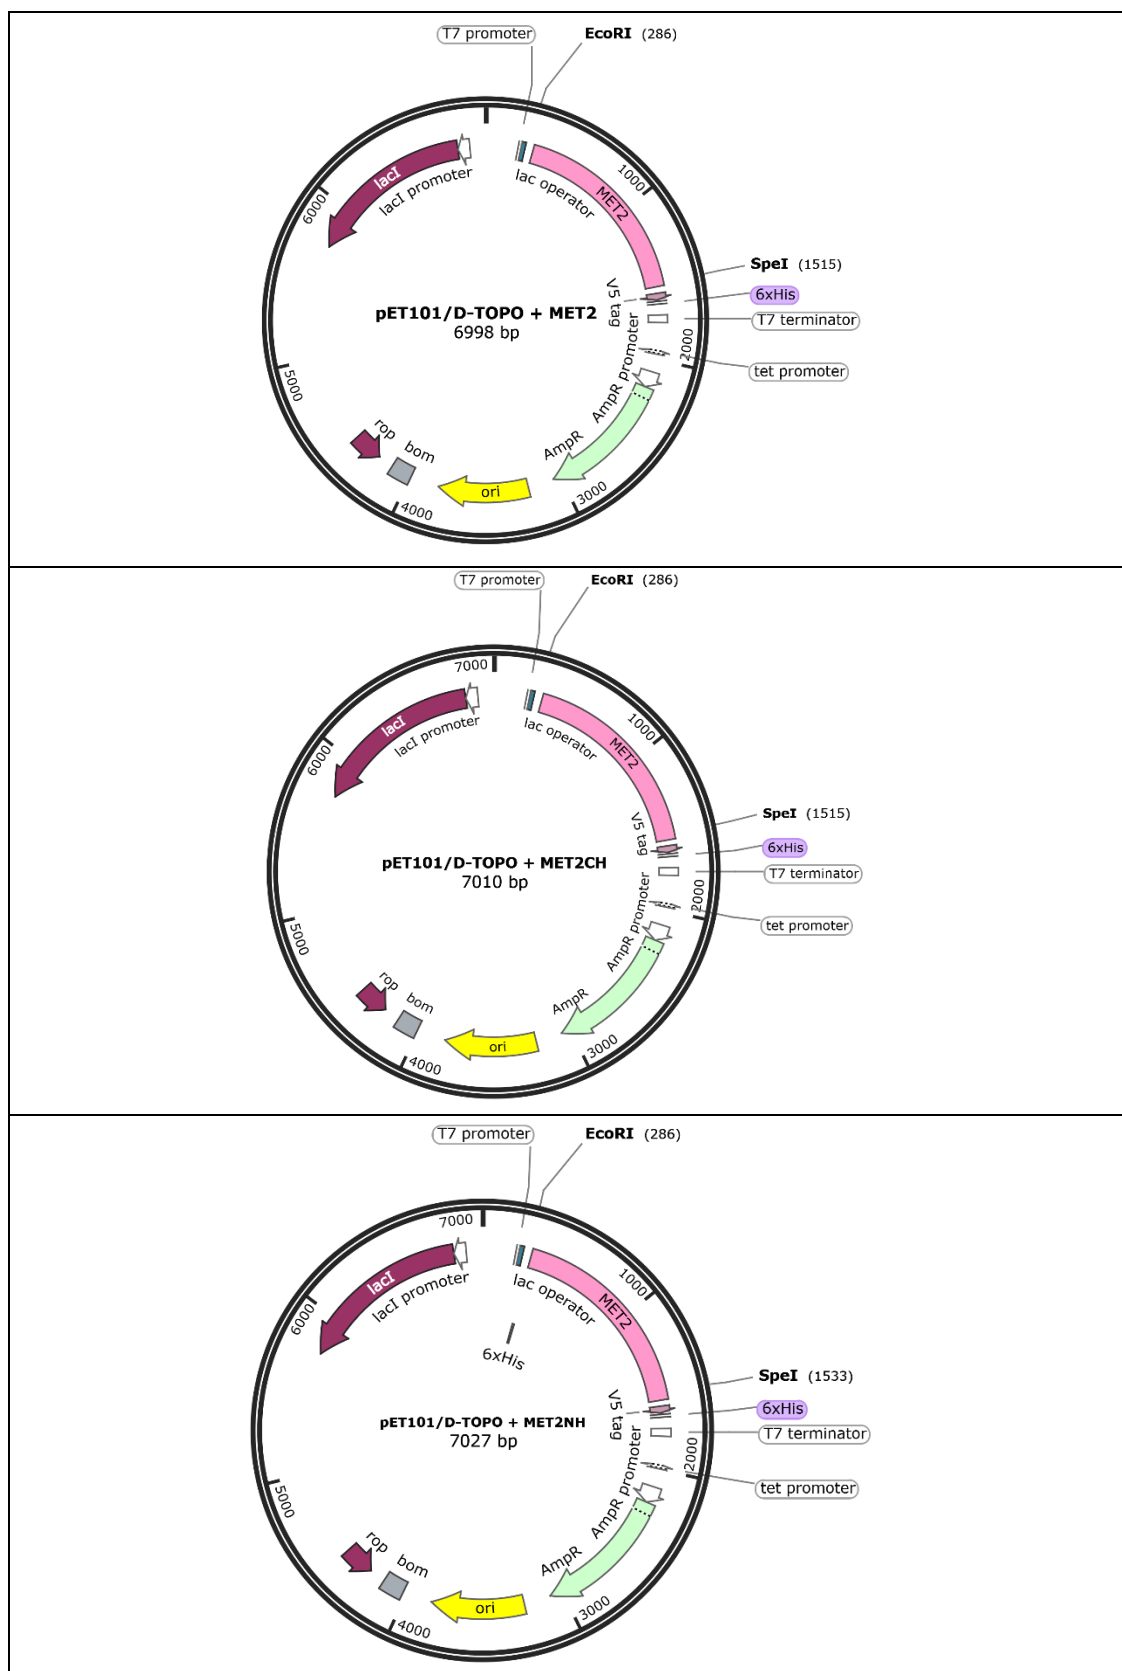 T7 promoter
EcoRI (286)
lacI
lacI promoter
lac operator
MET2
1000
6000
SpeI (1515)
6xHis
V5 tag
T7 terminator
pET101/D-TOPO + MET2
6998 bp
2000
tet promoter
AmpR promoter
5000
AmpR
rop
bom
ori
3000
4000
T7 promoter
EcoRI (286)
7000
lacI
lacI promoter
lac operator
MET2
1000
6000
SpeI (1515)
V5 tag
6xHis
pET101/D-TOPO + MET2CH
7010 bp
T7 terminator
2000
tet promoter
AmpR promoter
5000
AmpR
rop
bom
ori
3000
4000
T7 promoter
EcoRI (286)
7000
lacI
lacI promoter
lac operator
MET2
1000
6000
6xHis
SpeI (1533)
6xHis
V5 tag
pET101/D-TOPO + MET2NH
7027 bp
T7 terminator
2000
tet promoter
AmpR promoter
5000
AmpR
rop
bom
ori
3000
4000